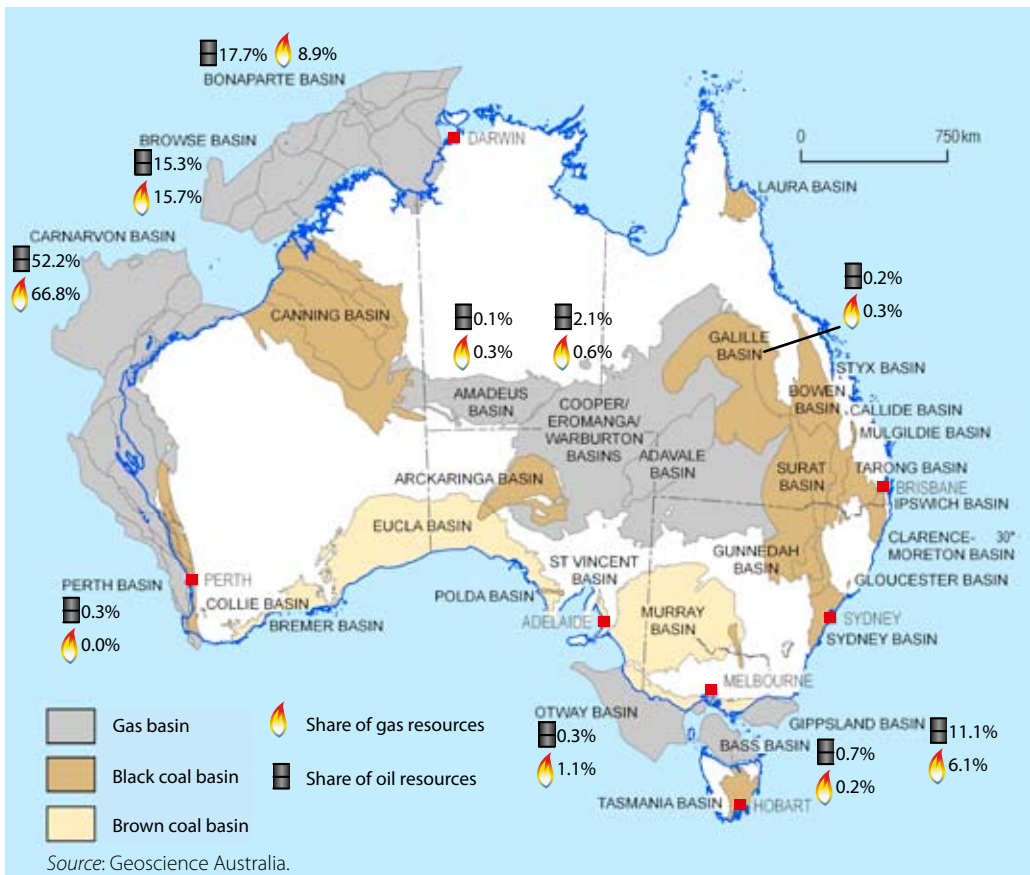 17.7% 8.9%
BONAPARTE BASIN
BROWSE BASIN
15.3%
15.7%
DARWIN
0 750km
LAURA BASIN
CARNARVON BASIN
52.2%
66.8%
CANNING BASIN
0.1%
0.3%
2.1%
0.6%
0.2%
0.3%
GALILLE
BASIN
STYX BASIN
BOWEN
BASIN
AMADEUS
BASIN
COOPER/
EROMANGA/
WARBURTON
BASINS
CALLIDE BASIN
MULGILDIE BASIN
ADAVALE
BASIN
SURAT
BASIN
TARONG BASIN
BRISBANE
IPSWICH BASIN
ARCKARINGA BASIN
EUCLA BASIN
CLARENCE- 30°
MORETON BASIN
ST VINCENT
BASIN
GUNNEDAH
BASIN
GLOUCESTER BASIN
PERTH BASIN
PERTH
0.3%
0.0%
COLLIE BASIN
BREMER BASIN
POLDA BASIN
ADELAIDE
MURRAY
BASIN
SYDNEY
SYDNEY BASIN
MELBOURNE
OTWAY BASIN
0.3%
1.1%
GIPPSLAND BASIN
11.1%
6.1%
BASS BASIN
0.7%
0.2%
TASMANIA BASIN
HOBART
Gas basin
Share of gas resources
Black coal basin
Share of oil resources
Brown coal basin
Source: Geoscience Australia.